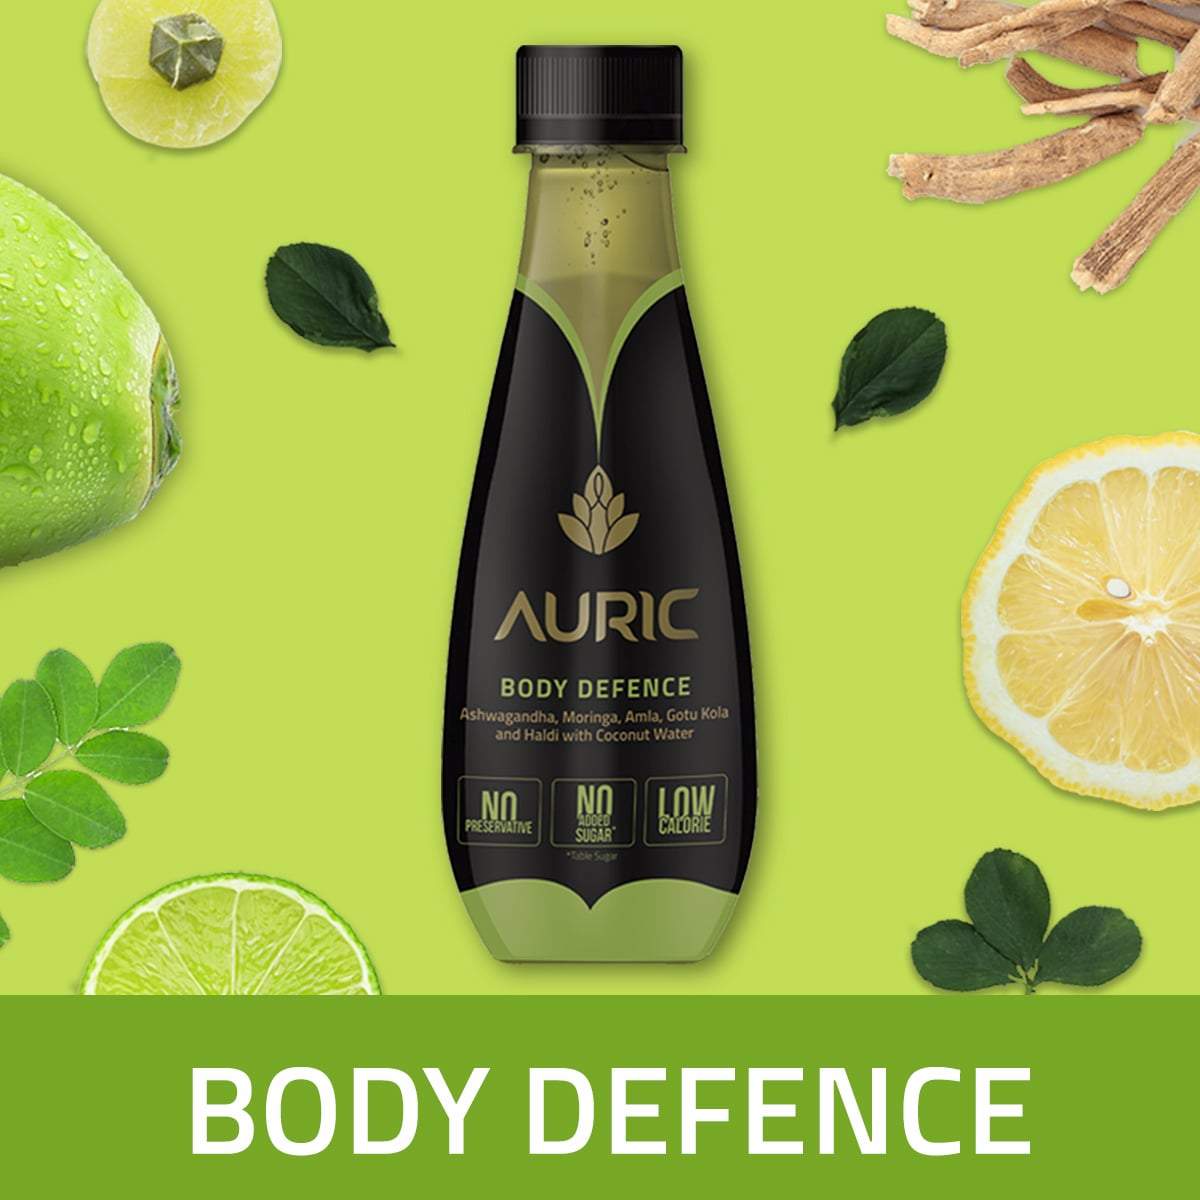 AURIC
BODY DEFENCE
Ashwagandha, Moringa, Amla, Gotu Kola
and Haldi with Coconut Water
NO
PRESERVATIVE
NO
ADDED
SUGAR*
LOW
CALORIE
*Table Sugar
BODY DEFENCE